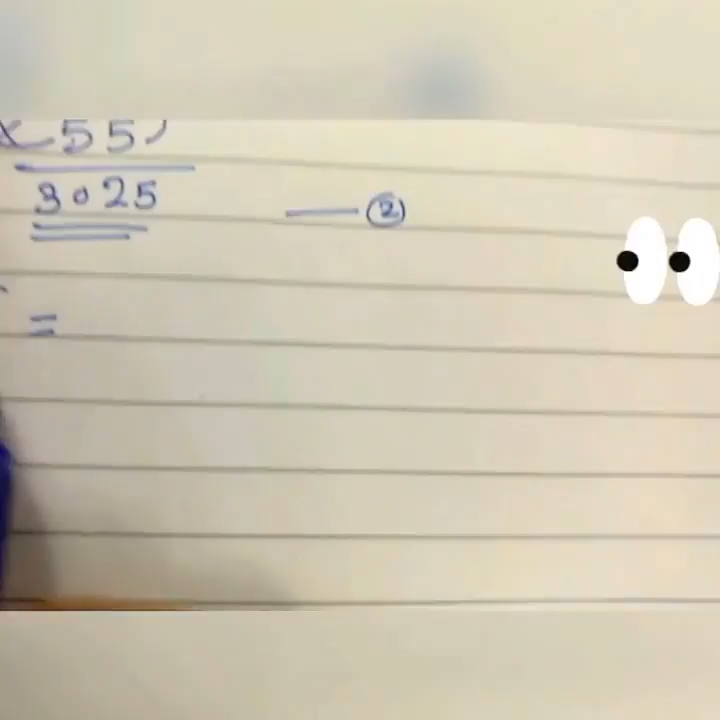 55
3025
— ②
=